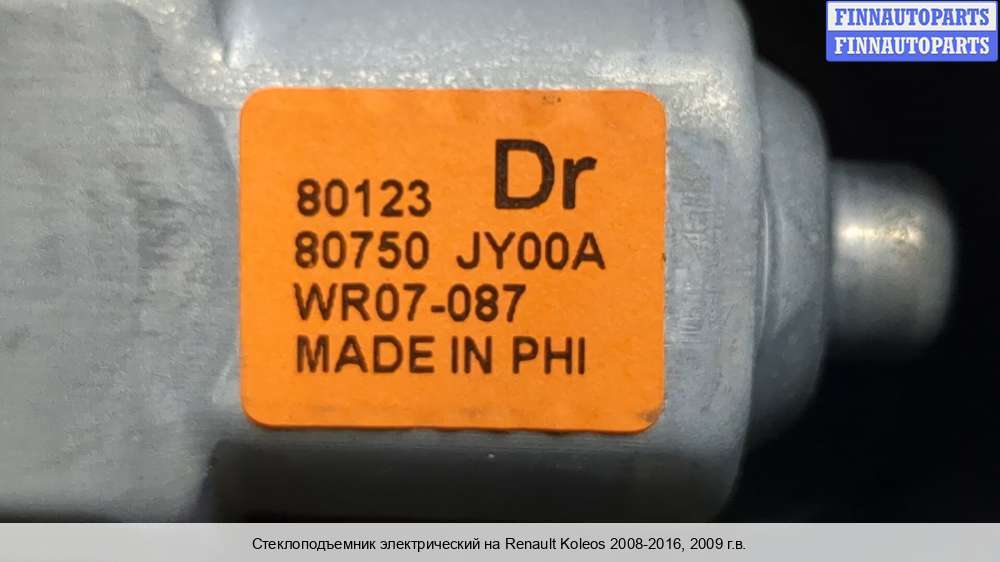 FINNAUTOPARTS
FINNAUTOPARTS
Dr
80123
80750 JY00A
WR07-087
MADE IN PHI
Стеклоподъемник электрический на Renault Koleos 2008-2016, 2009 г.в.